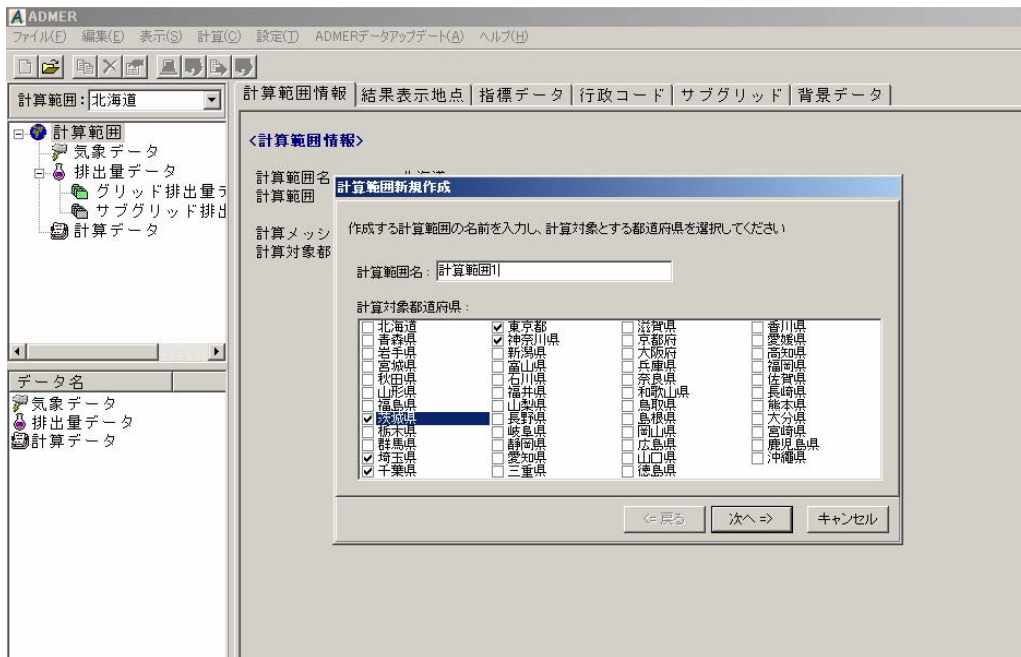 ADMER
ファイル(F) 編集(E) 表示(S) 計算(C) 設定(T) ADMERデータアップデート(A) ヘルプ(H)
計算範囲: 北海道
計算範囲
気象データ
排出量データ
グリッド排出量デ
サブグリッド排出
計算データ
データ名
気象データ
排出量データ
計算データ
計算範囲情報 結果表示地点 指標データ 行政コード サブグリッド 背景データ
<計算範囲情報>
計算範囲名
計算範囲
計算メッシ
計算対象都
計算範囲新規作成
作成する計算範囲の名前を入力し、計算対象とする都道府県を選択してください
計算範囲名: 計算範囲1
計算対象都道府県:
北海道 東京都 滋賀県 香川県
青森県 神奈川県 京都府 愛媛県
岩手県 新潟県 大阪府 高知県
宮城県 富山県 兵庫県 福岡県
秋田県 石川県 奈良県 佐賀県
山形県 福井県 和歌山県 長崎県
福島県 山梨県 鳥取県 熊本県
茨城県 長野県 島根県 大分県
栃木県 岐阜県 岡山県 宮崎県
群馬県 静岡県 広島県 鹿児島県
埼玉県 愛知県 山口県 沖縄県
千葉県 三重県 徳島県
<= 戻る 次へ => キャンセル